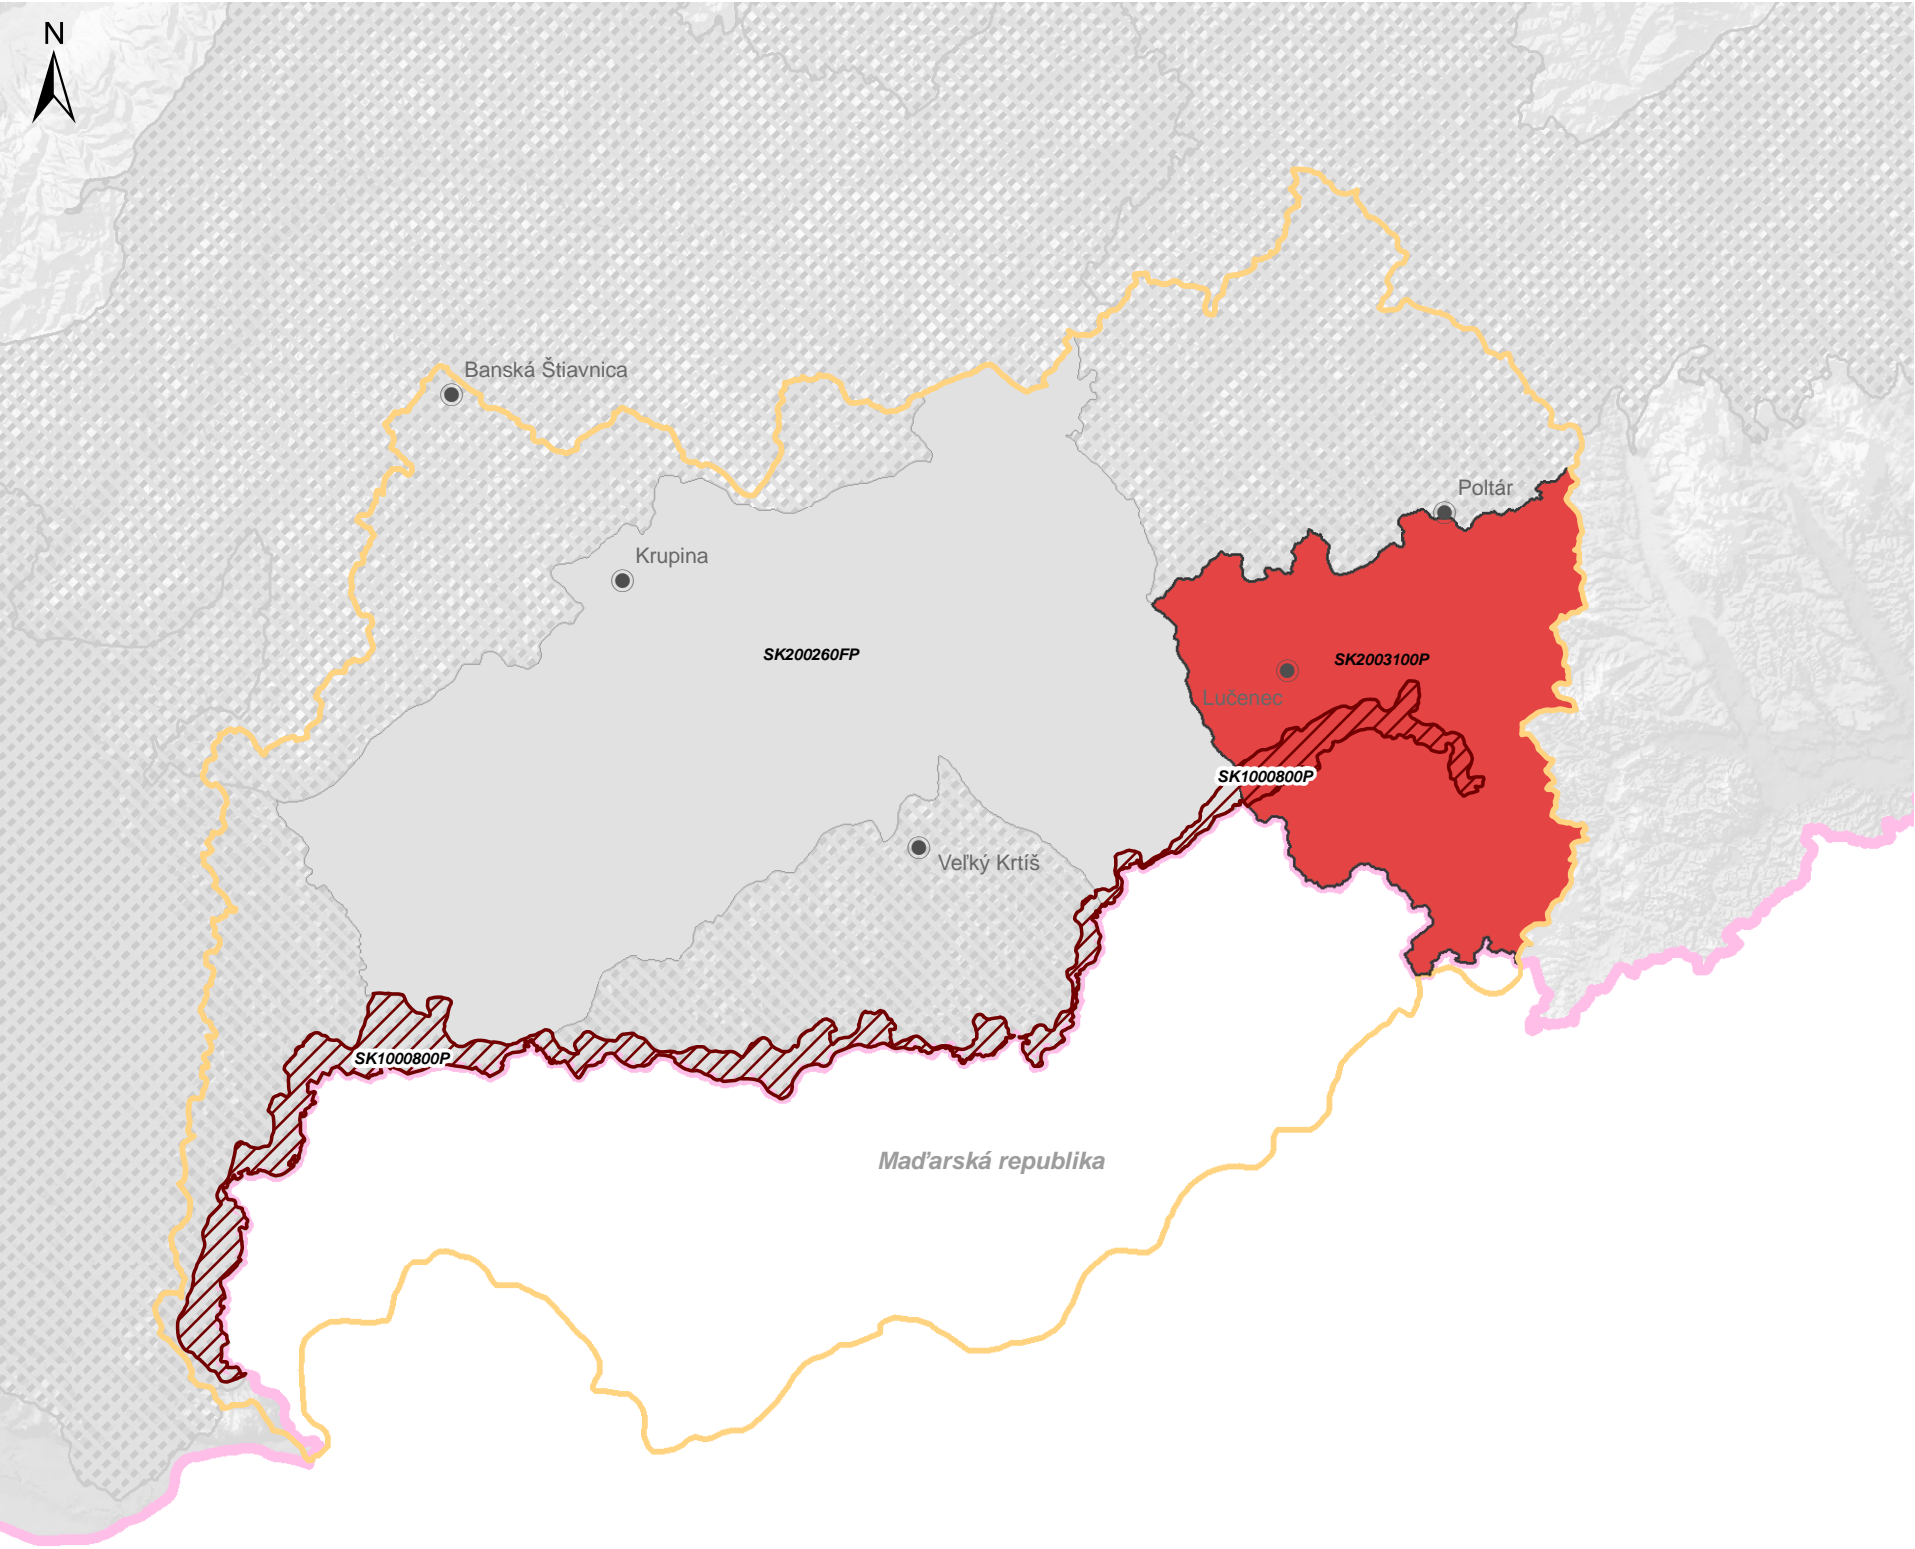 N
Banská Štiavnica
Poltár
Krupina
SK200260FP
SK2003100P
Lučenec
SK1000800P
Veľký Krtíš
SK1000800P
Maďarská republika